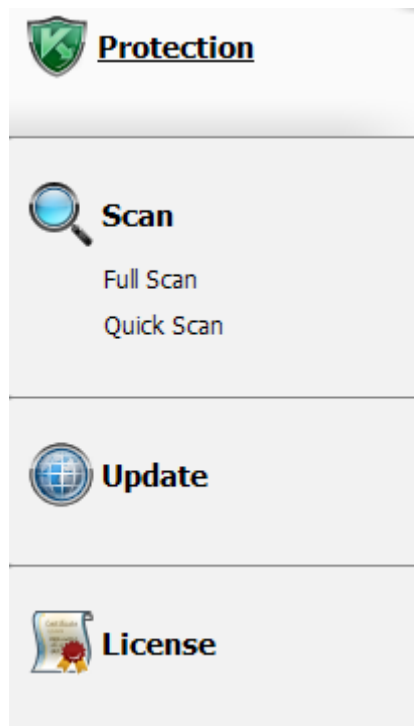 Protection
Scan
Full Scan
Quick Scan
Update
License